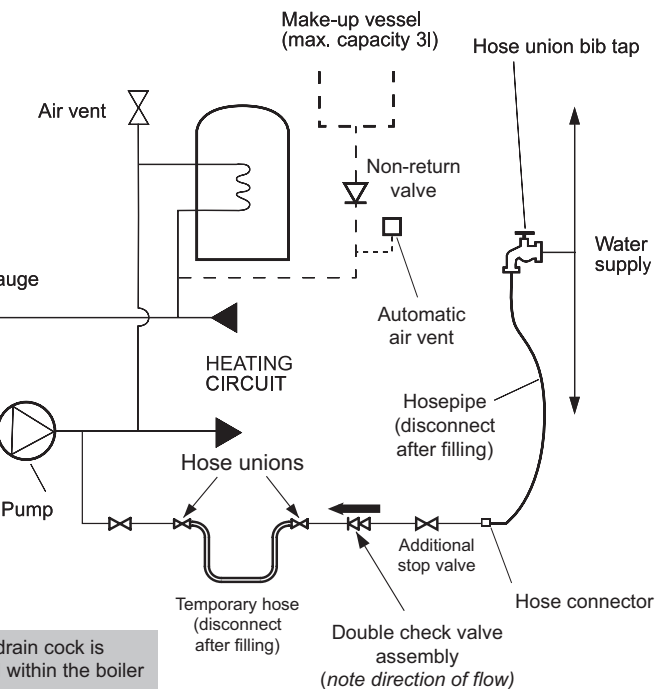 Make-up vessel
(max. capacity 3l)
Hose union bib tap
Air vent
Non-return
valve
Water
supply
auge
Automatic
air vent
HEATING
CIRCUIT
Hosepipe
(disconnect
after filling)
Hose unions
Pump
Additional
stop valve
Temporary hose
(disconnect
after filling)
Hose connector
Double check valve
assembly
(note direction of flow)
drain cock is
within the boiler